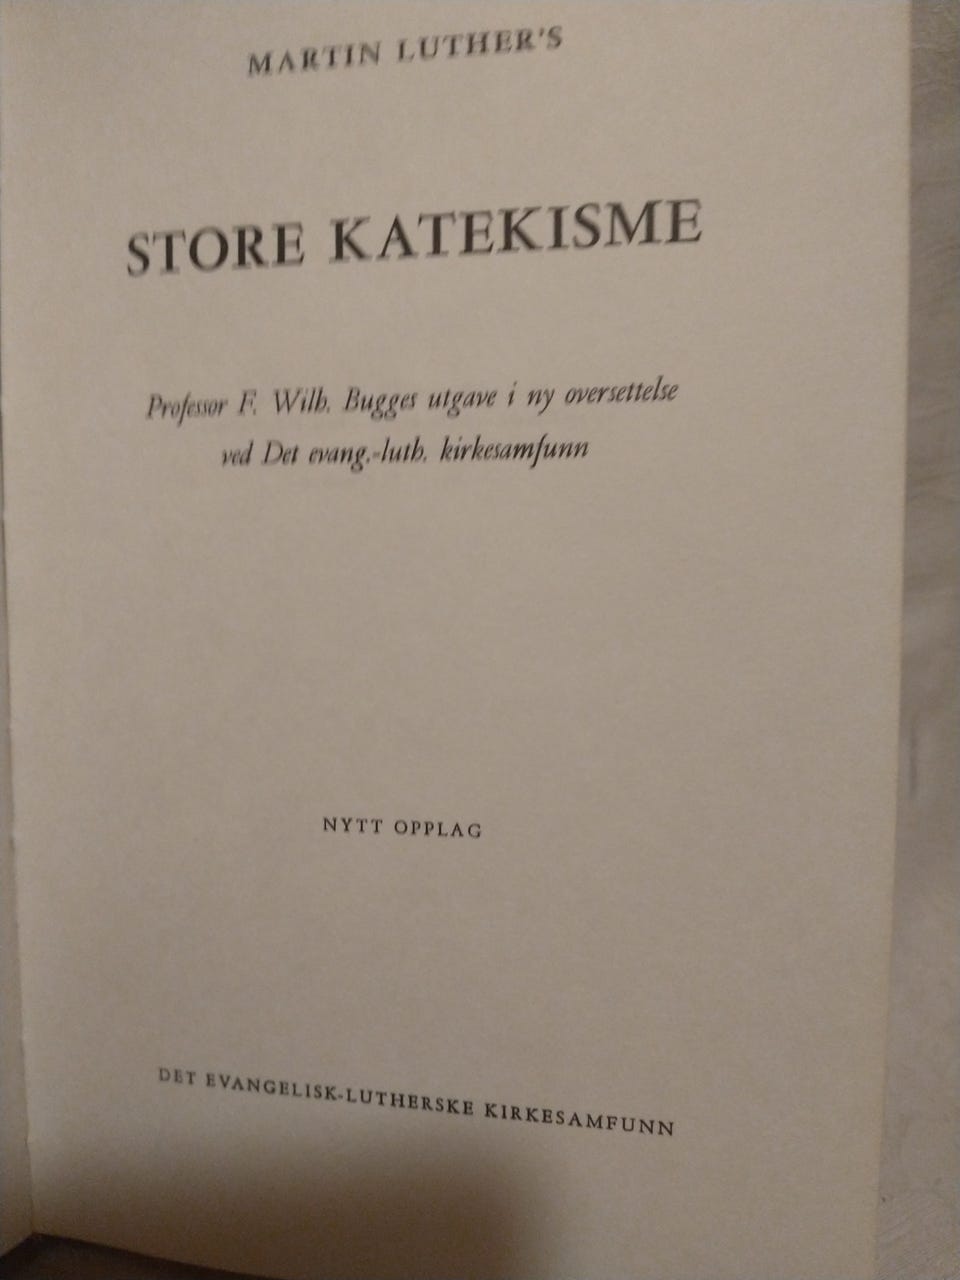 MARTIN LUTHER'S
STORE KATEKISME
Professor F. Wilh. Bugges utgave i ny oversettelse
ved Det evang.-luth. kirkesamfunn
NYTT OPPLAG
DET EVANGELISK-LUTHERSKE KIRKESAMFUNN